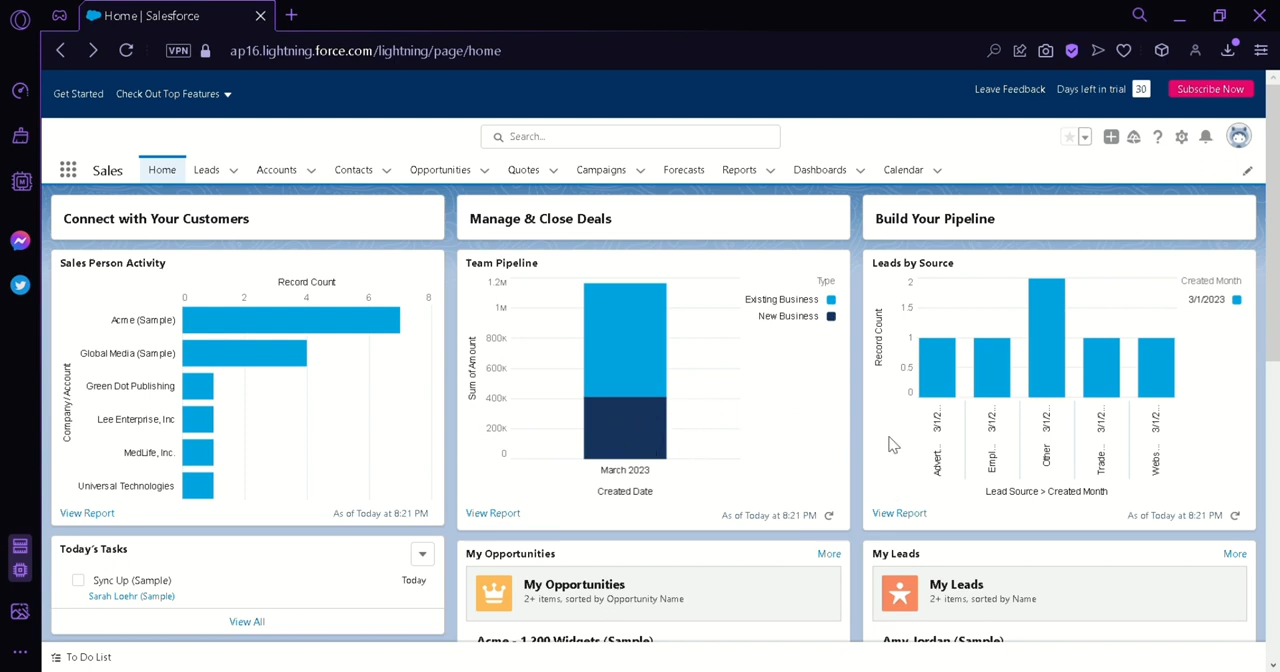 Home | Salesforce
VPN
ap16.lightning.force.com/lightning/page/home
Get Started
Check Out Top Features
Leave Feedback
Days left in trial
30
Subscribe Now
Search...
Sales
Home
Leads
Accounts
Contacts
Opportunities
Quotes
Campaigns
Forecasts
Reports
Dashboards
Calendar
Connect with Your Customers
Sales Person Activity
Record Count
0 2 4 6 8
Company / Account
Acme (Sample)
Global Media (Sample)
Green Dot Publishing
Lee Enterprise, Inc
MedLife, Inc.
Universal Technologies
View Report
As of Today at 8:21 PM
Today's Tasks
Sync Up (Sample)
Today
Sarah Loehr (Sample)
View All
Manage & Close Deals
Team Pipeline
Type
Existing Business
New Business
Sum of Amount
1.2M
1M
800K
600K
400K
200K
0
March 2023
Created Date
View Report
As of Today at 8:21 PM
My Opportunities
More
My Opportunities
2+ items, sorted by Opportunity Name
Acme - 1,200 Widgets (Sample)
Build Your Pipeline
Leads by Source
Created Month
3/1/2023
Record Count
2
1.5
1
0.5
0
3/1/2...
3/1/2...
3/1/2...
3/1/2...
3/1/2...
Advert...
Empl...
Other
Trade...
Webs...
Lead Source > Created Month
View Report
As of Today at 8:21 PM
My Leads
More
My Leads
2+ items, sorted by Name
Amy Jordan (Sample)
To Do List